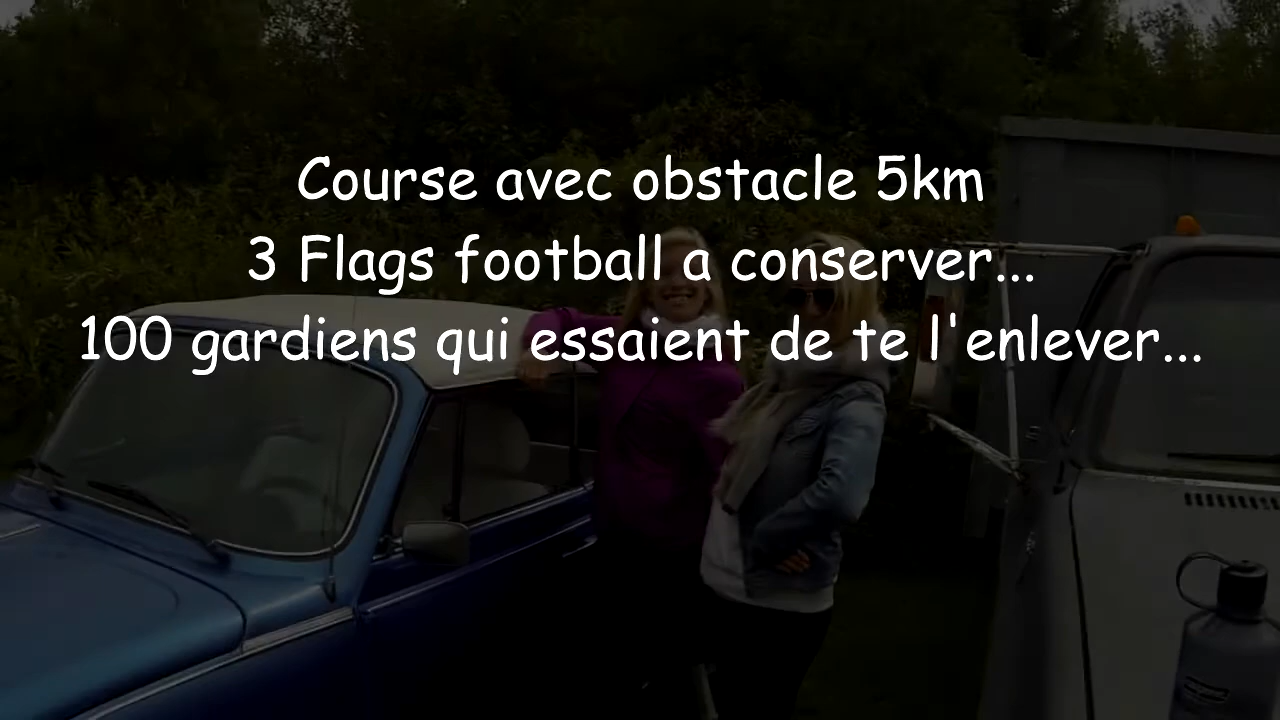 Course avec obstacle 5km
3 Flags football a conserver...
100 gardiens qui essaient de te l'enlever...